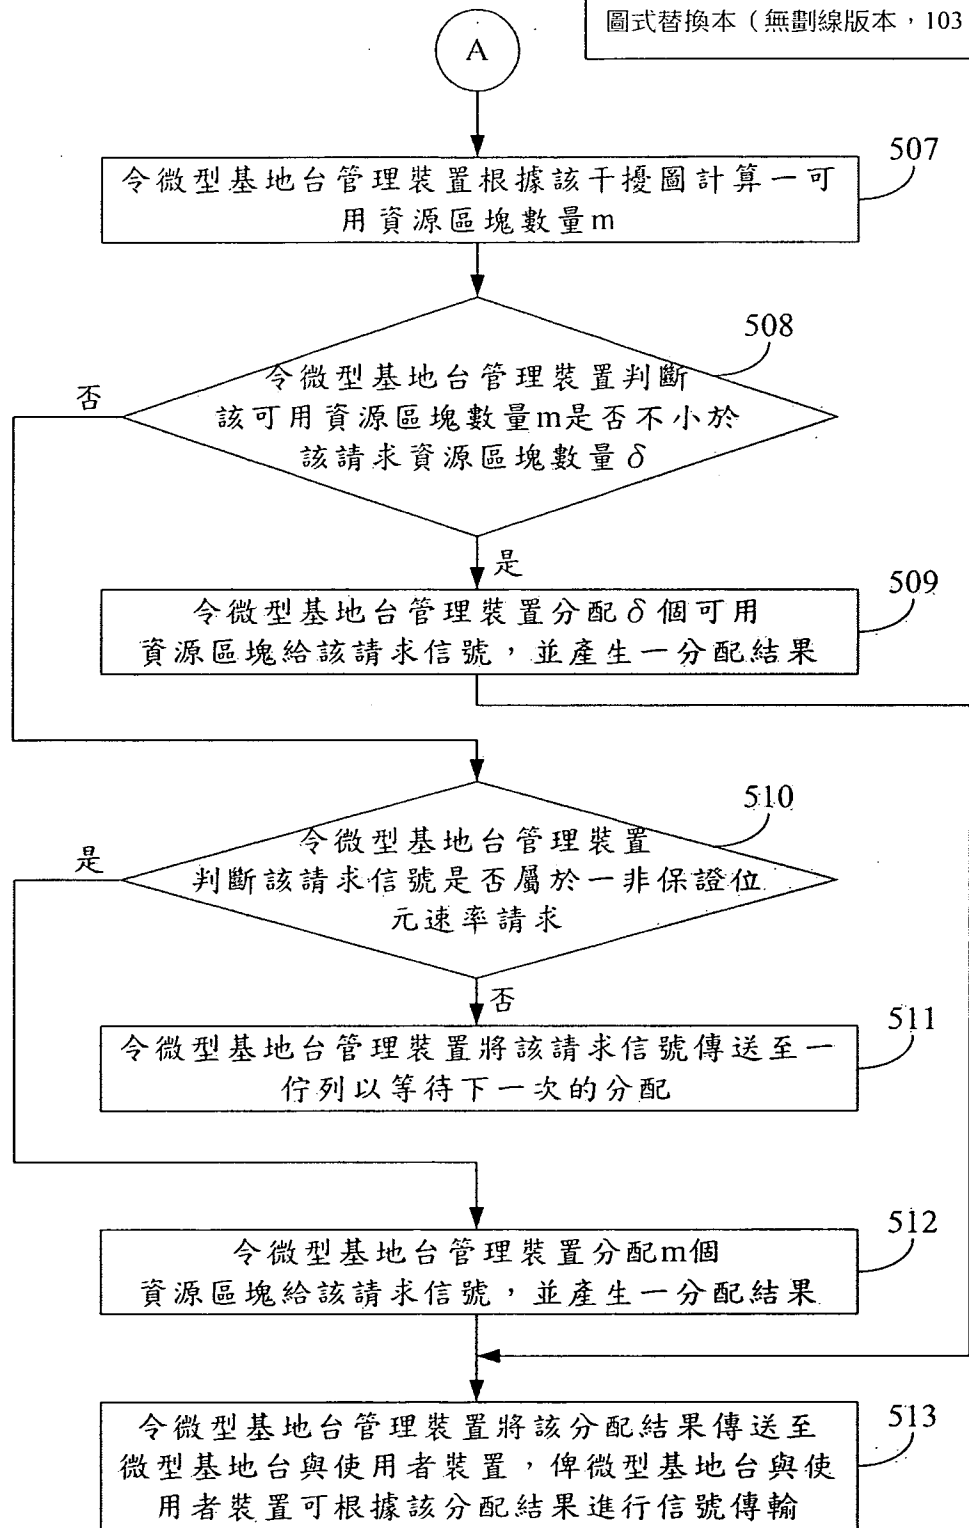 圖式替換本(無劃線版本,103
A
507
令微型基地台管理裝置根據該干擾圖計算一可
用資源區塊數量m
508
否
令微型基地台管理裝置判斷
該可用資源區塊數量m是否不小於
該請求資源區塊數量δ
是
509
令微型基地台管理裝置分配δ個可用
資源區塊給該請求信號,並產生一分配結果
510
是
令微型基地台管理裝置
判斷該請求信號是否屬於一非保證位
元速率請求
否
511
令微型基地台管理裝置將該請求信號傳送至一
佇列以等待下一次的分配
512
令微型基地台管理裝置分配m個
資源區塊給該請求信號,並產生一分配結果
513
令微型基地台管理裝置將該分配結果傳送至
微型基地台與使用者裝置,俾微型基地台與使
用者裝置可根據該分配結果進行信號傳輸